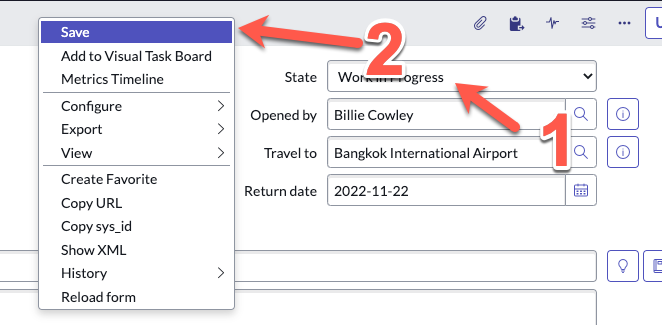 Save
Add to Visual Task Board
Metrics Timeline
Configure
Export
View
Create Favorite
Copy URL
Copy sys_id
Show XML
History
Reload form
2
State
Work in Progress
1
Opened by
Billie Cowley
Travel to
Bangkok International Airport
Return date
2022-11-22